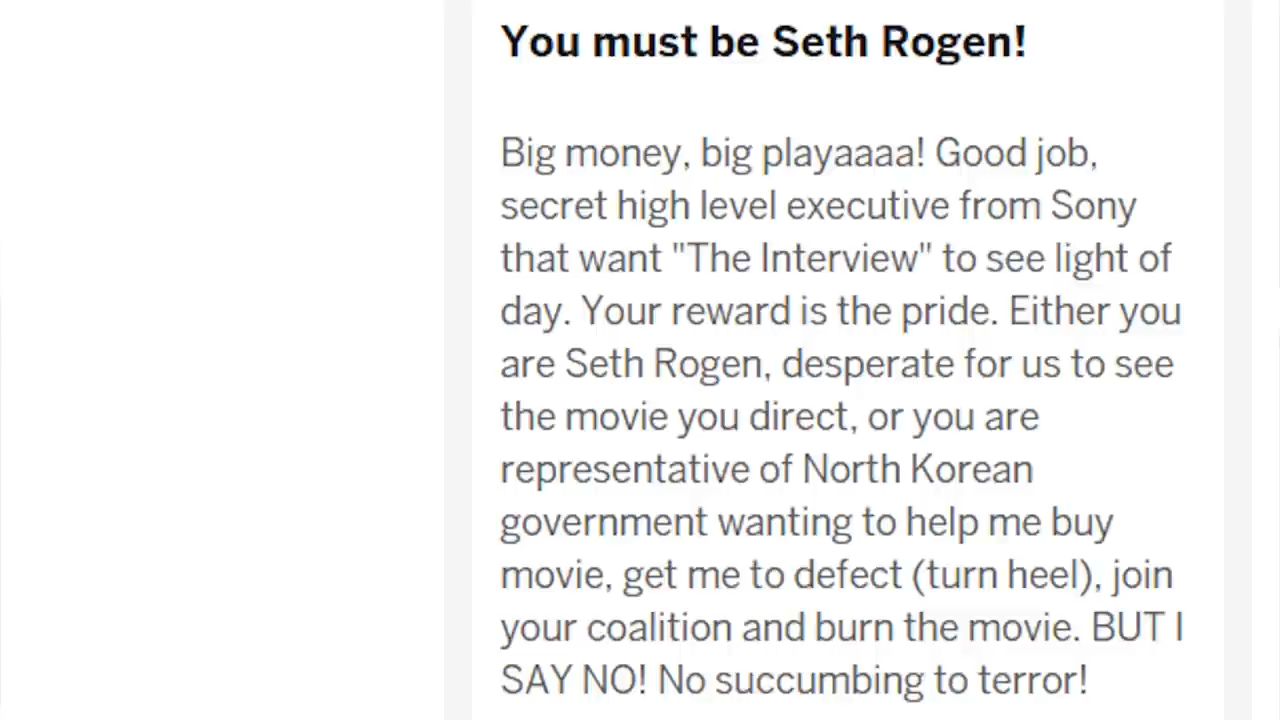 You must be Seth Rogen!
Big money, big playaaaa! Good job,
secret high level executive from Sony
that want "The Interview" to see light of
day. Your reward is the pride. Either you
are Seth Rogen, desperate for us to see
the movie you direct, or you are
representative of North Korean
government wanting to help me buy
movie, get me to defect (turn heel), join
your coalition and burn the movie. BUT I
SAY NO! No succumbing to terror!